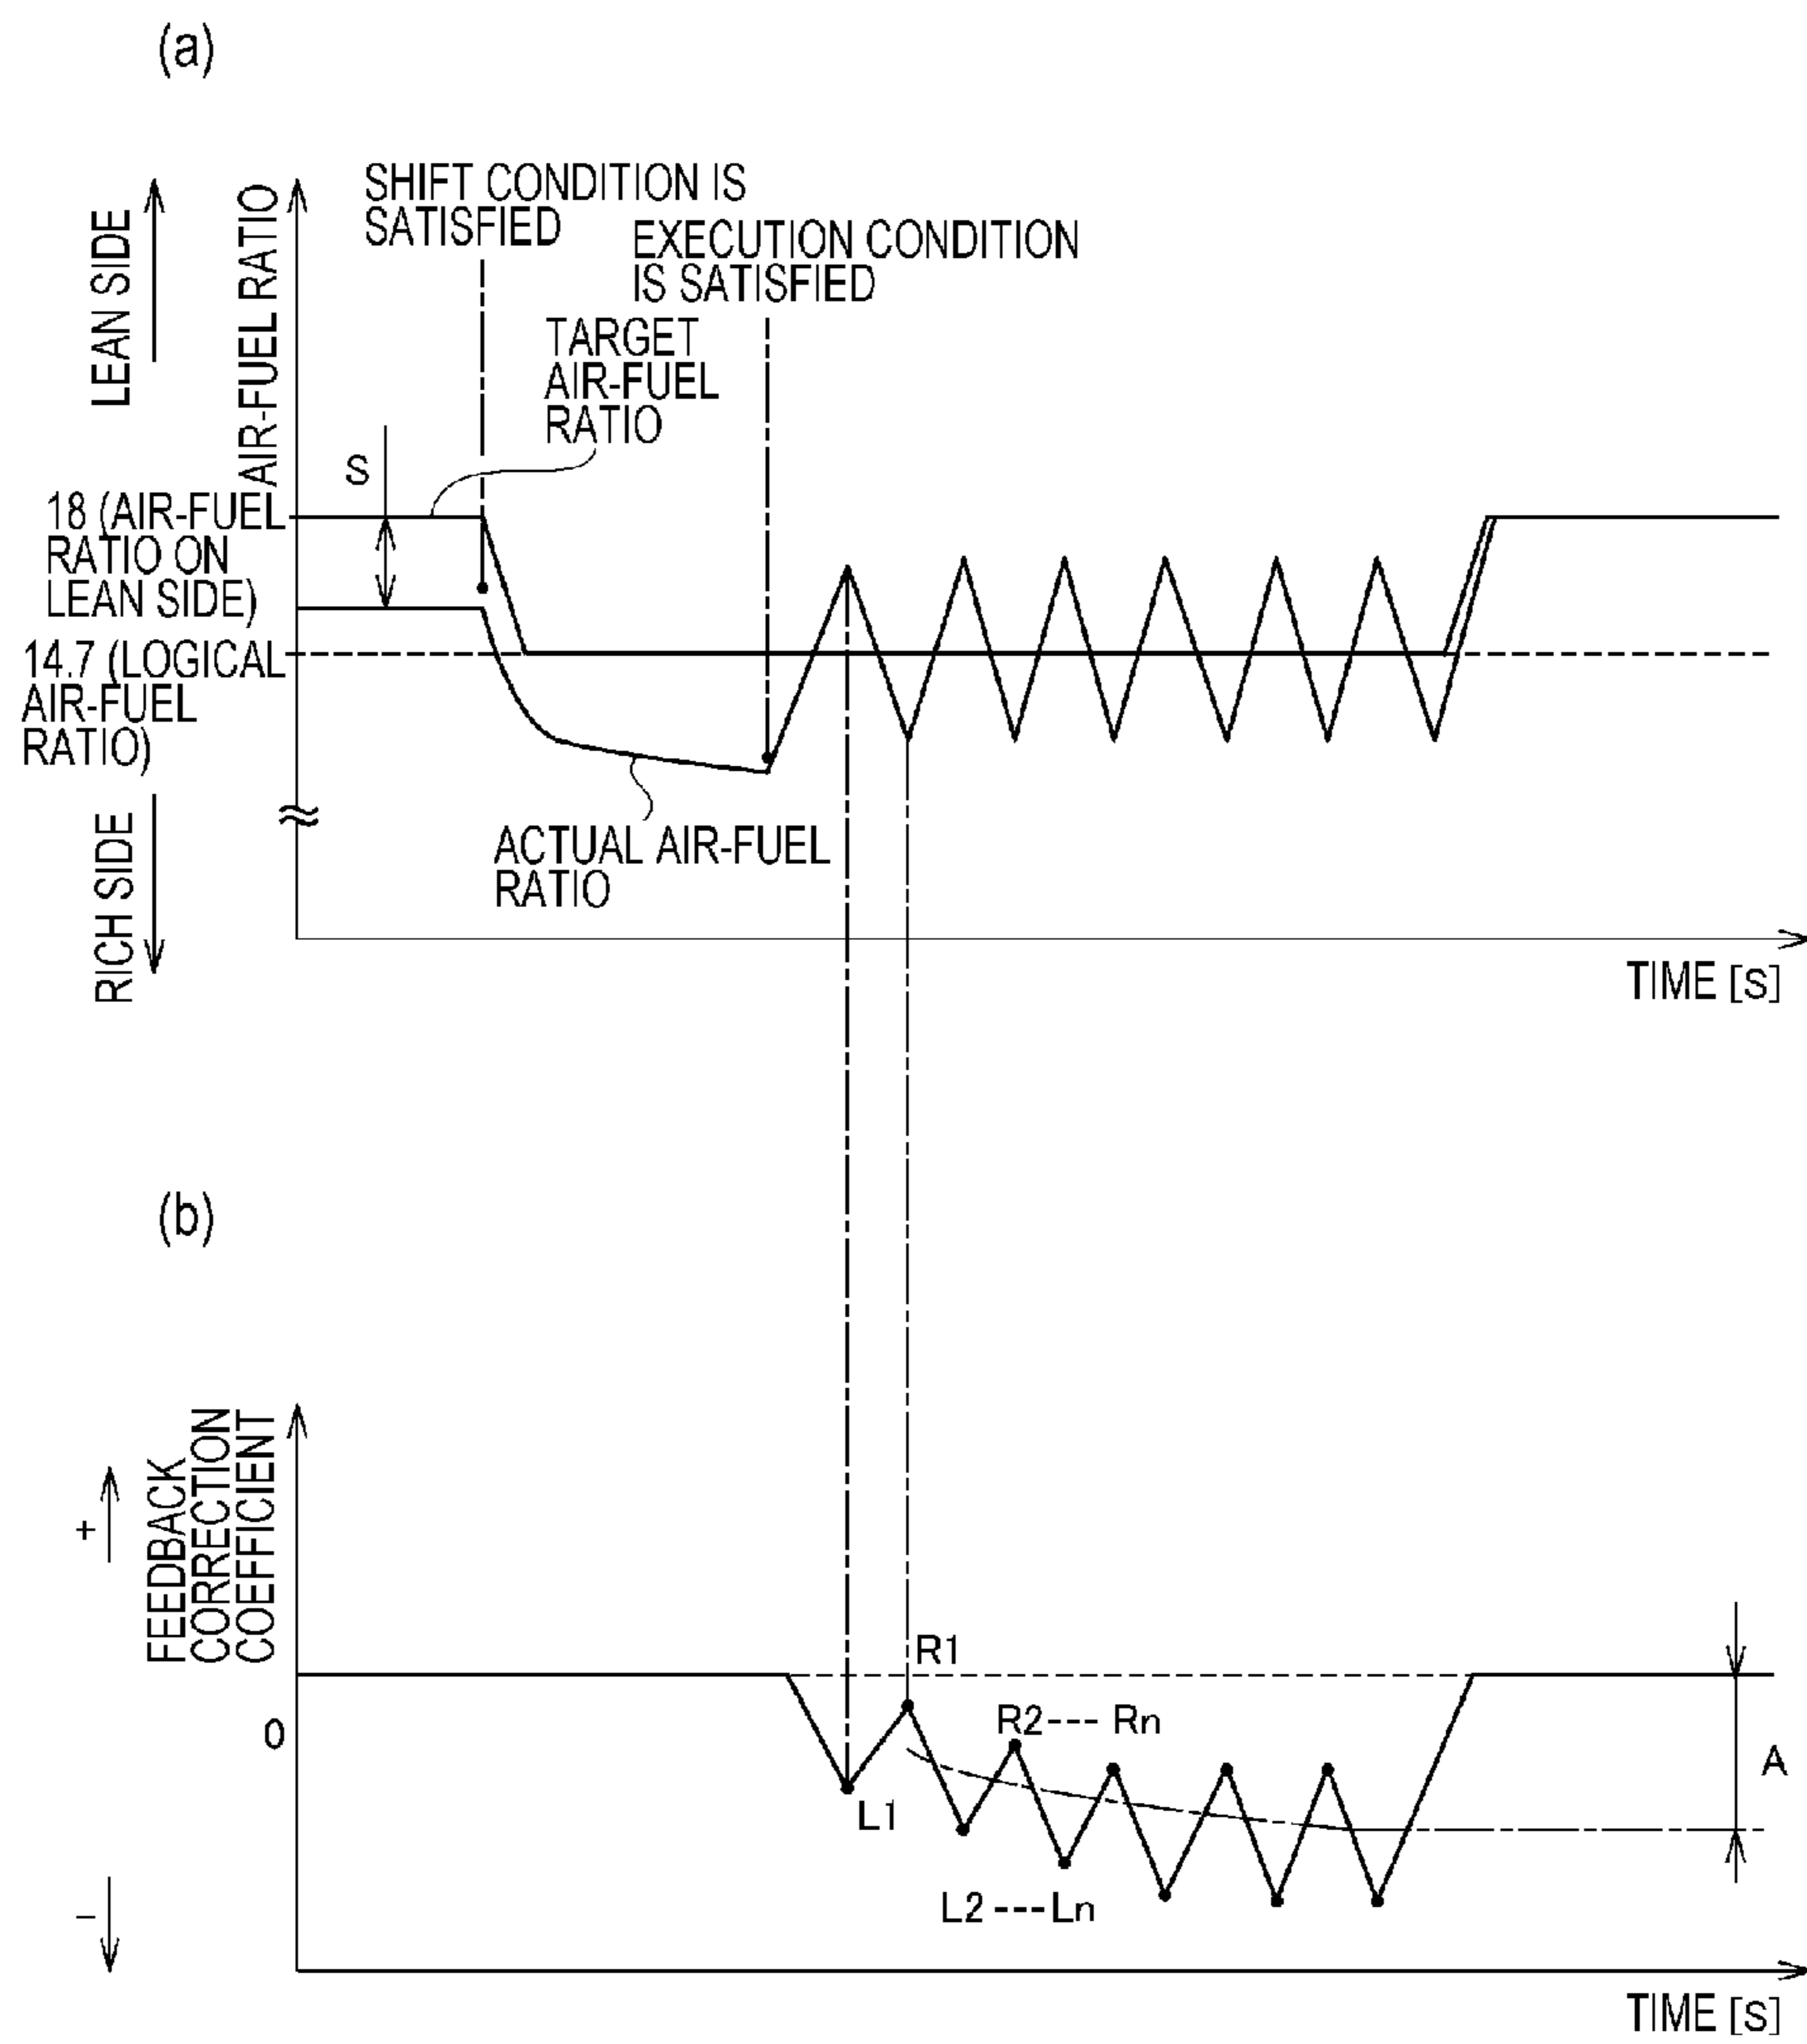 (a)
LEAN SIDE
RICH SIDE
AIR-FUEL RATIO
SHIFT CONDITION IS
SATISFIED
EXECUTION CONDITION
IS SATISFIED
TARGET
AIR-FUEL
RATIO
S
18 (AIR-FUEL
RATIO ON
LEAN SIDE)
14.7 (LOGICAL
AIR-FUEL
RATIO)
ACTUAL AIR-FUEL
RATIO
TIME [S]
(b)
+
−
FEEDBACK
CORRECTION
COEFFICIENT
0
R1
R2--- Rn
L1
L2---Ln
A
TIME [S]